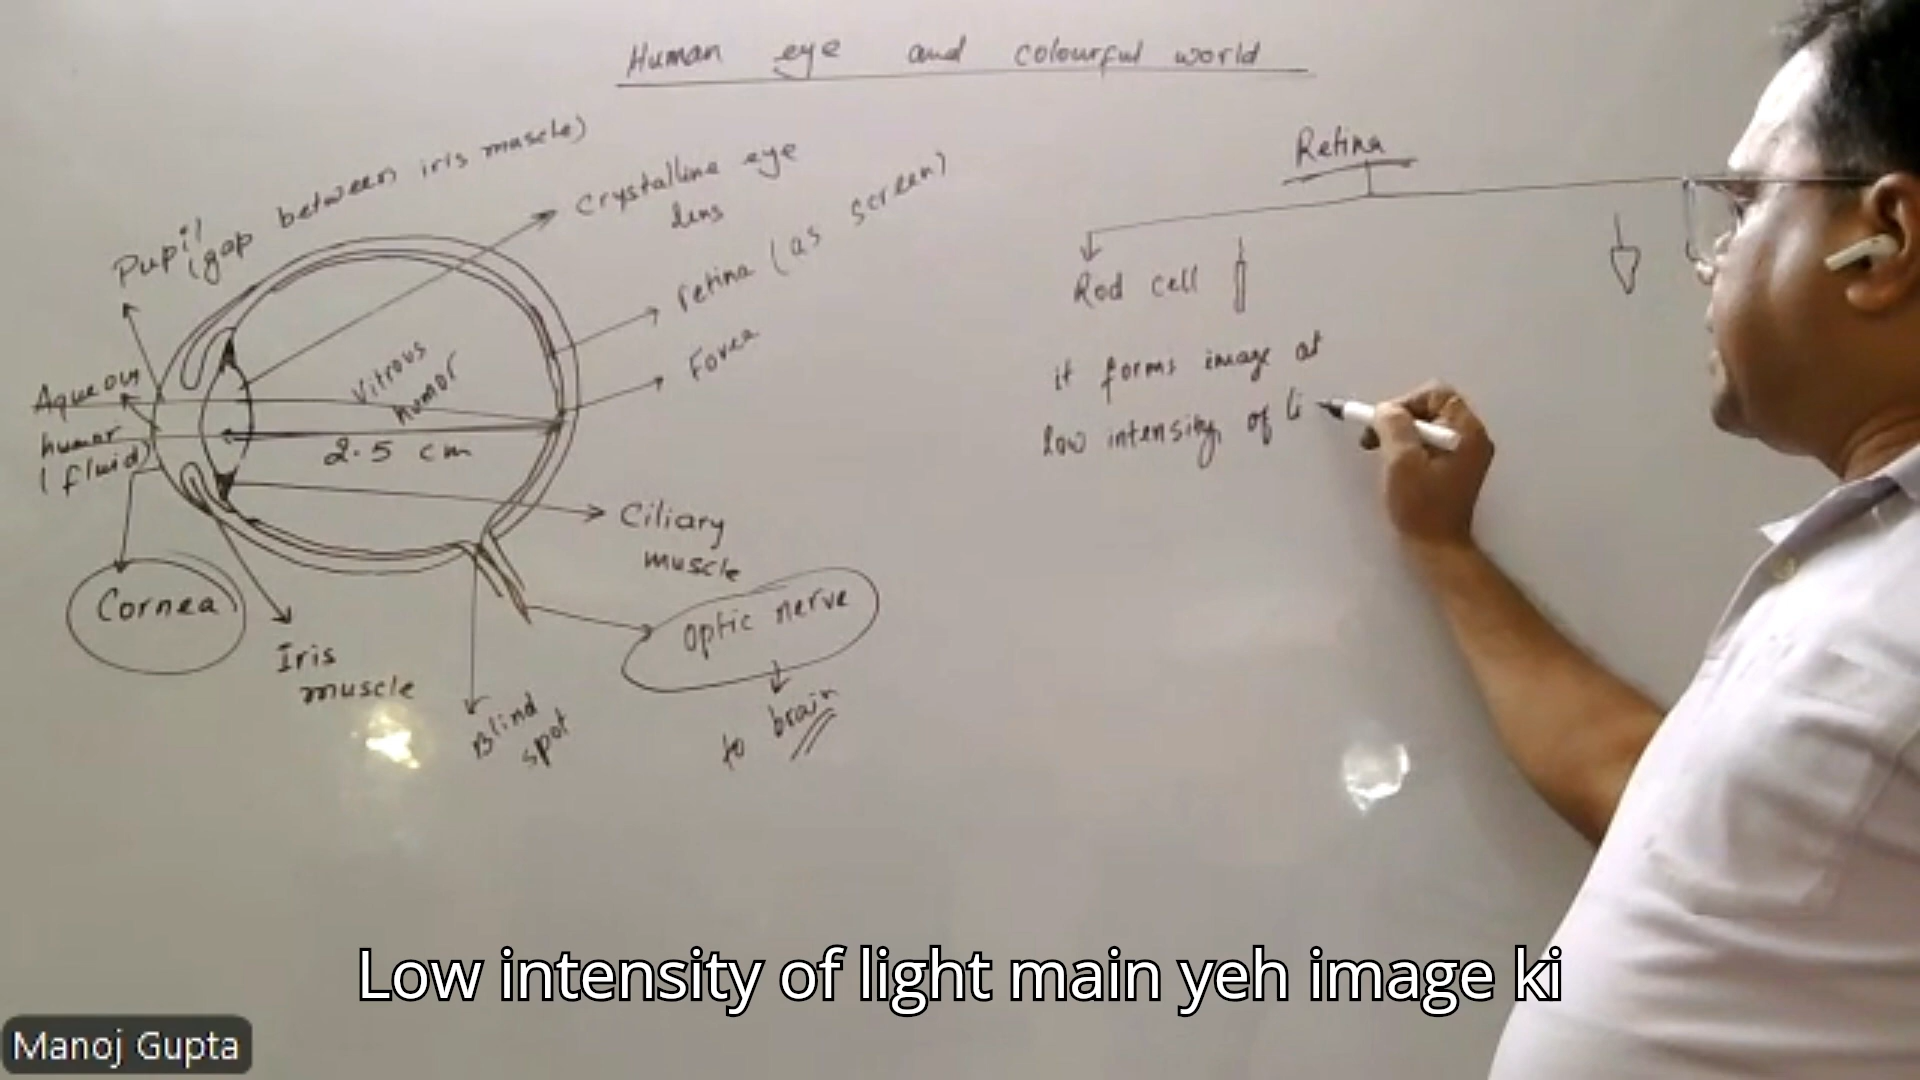 Human eye and colourful world
Pupil
(gap between iris muscle)
Crystalline eye
lens
retina (as screen)
Fovea
Aqueous
humor
(fluid)
Vitrous
humor
2.5 cm
Ciliary
muscle
Cornea
Iris
muscle
Blind
spot
Optic nerve
to brain
Retina
Rod cell
it forms image at
low intensity of li
Low intensity of light main yeh image ki
Manoj Gupta